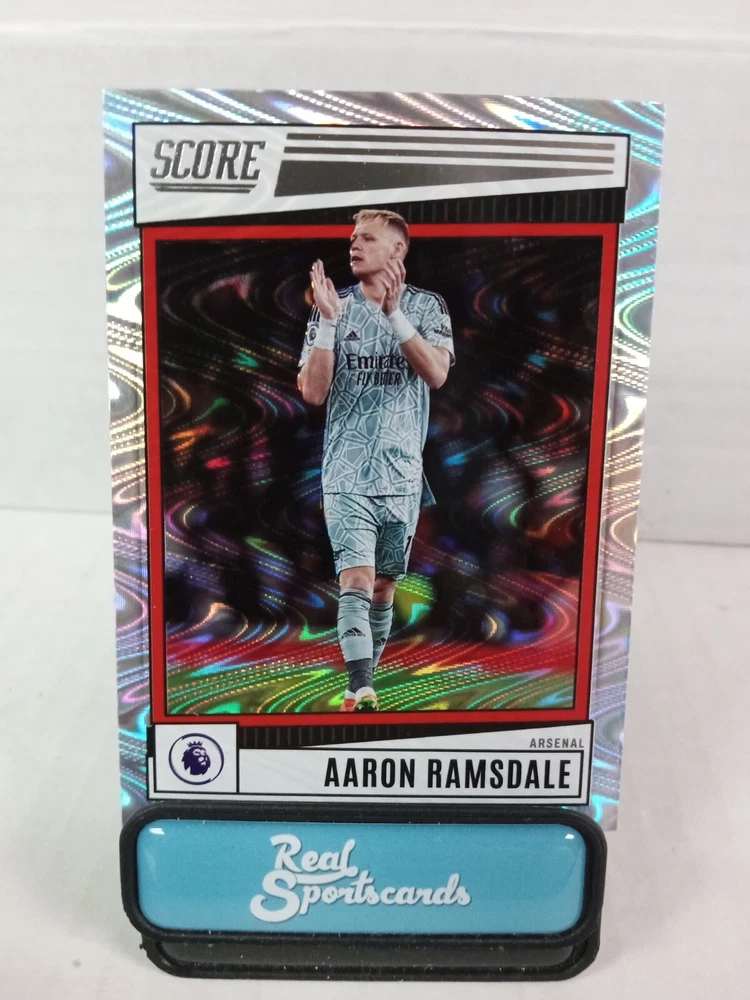 SCORE
Emirates
FLY BETTER
ARSENAL
AARON RAMSDALE
Real
Sportscards